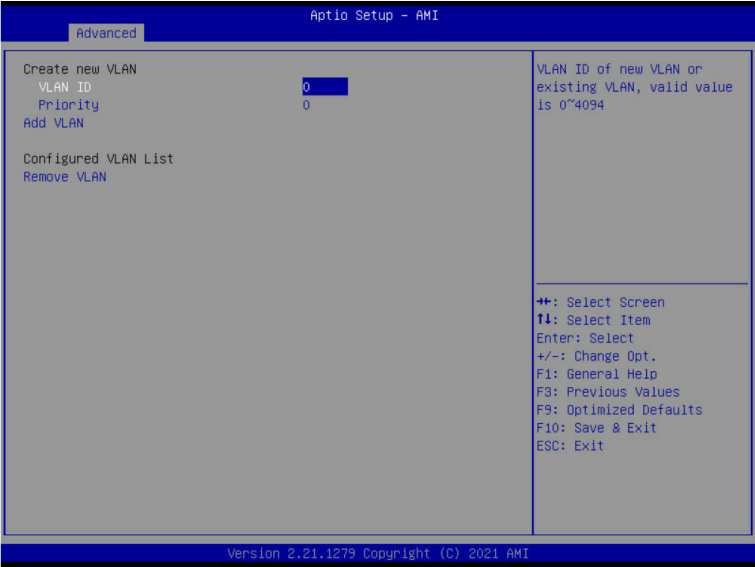 Aptio Setup – AMI
Advanced
Create new VLAN
VLAN ID 0
Priority 0
Add VLAN
Configured VLAN List
Remove VLAN
VLAN ID of new VLAN or
existing VLAN, valid value
is 0~4094
→←: Select Screen
↑↓: Select Item
Enter: Select
+/-: Change Opt.
F1: General Help
F3: Previous Values
F9: Optimized Defaults
F10: Save & Exit
ESC: Exit
Version 2.21.1279 Copyright (C) 2021 AMI